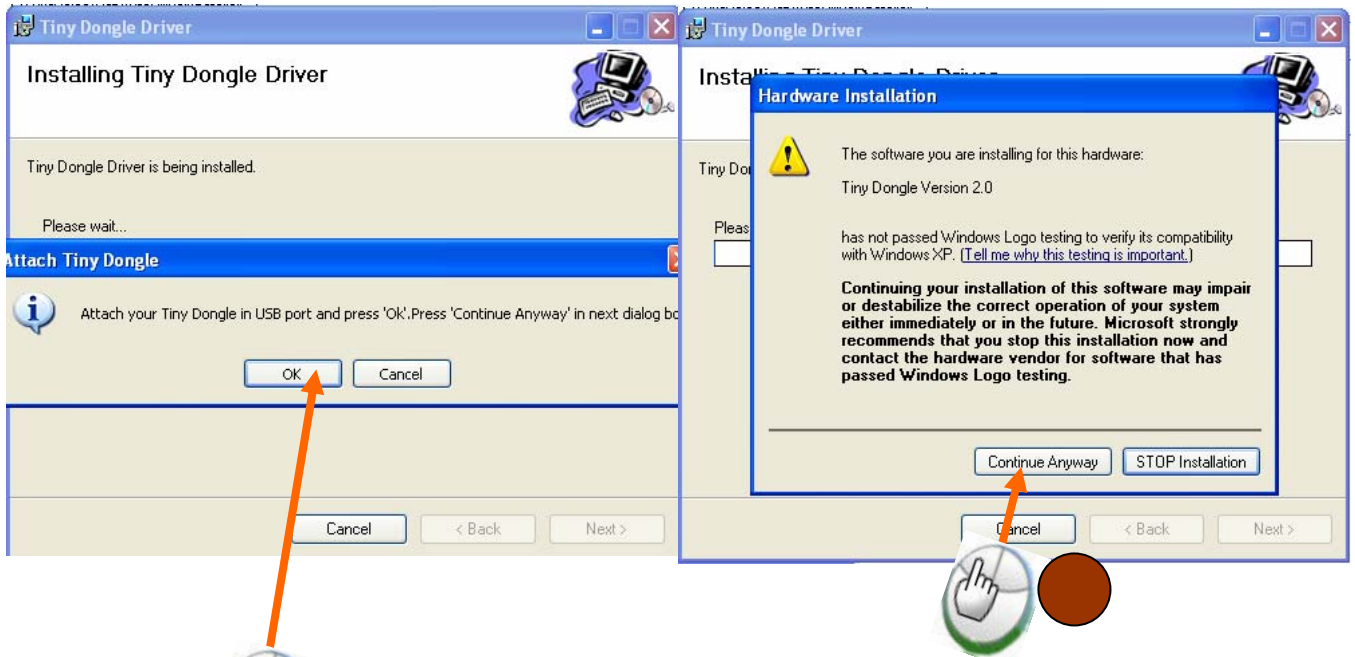 Tiny Dongle Driver
Installing Tiny Dongle Driver
Tiny Dongle Driver is being installed.
Please wait...
Attach Tiny Dongle
Attach your Tiny Dongle in USB port and press 'Ok'.Press 'Continue Anyway' in next dialog
OK
Cancel
Cancel
< Back
Next >
Tiny Dongle Driver
Hardware Installation
The software you are installing for this hardware:
Tiny Dongle Version 2.0
has not passed Windows Logo testing to verify its compatibility
with Windows XP. (Tell me why this testing is important.)
Continuing your installation of this software may impair
or destabilize the correct operation of your system
either immediately or in the future. Microsoft strongly
recommends that you stop this installation now and
contact the hardware vendor for software that has
passed Windows Logo testing.
Continue Anyway
STOP Installation
Cancel
< Back
Next >